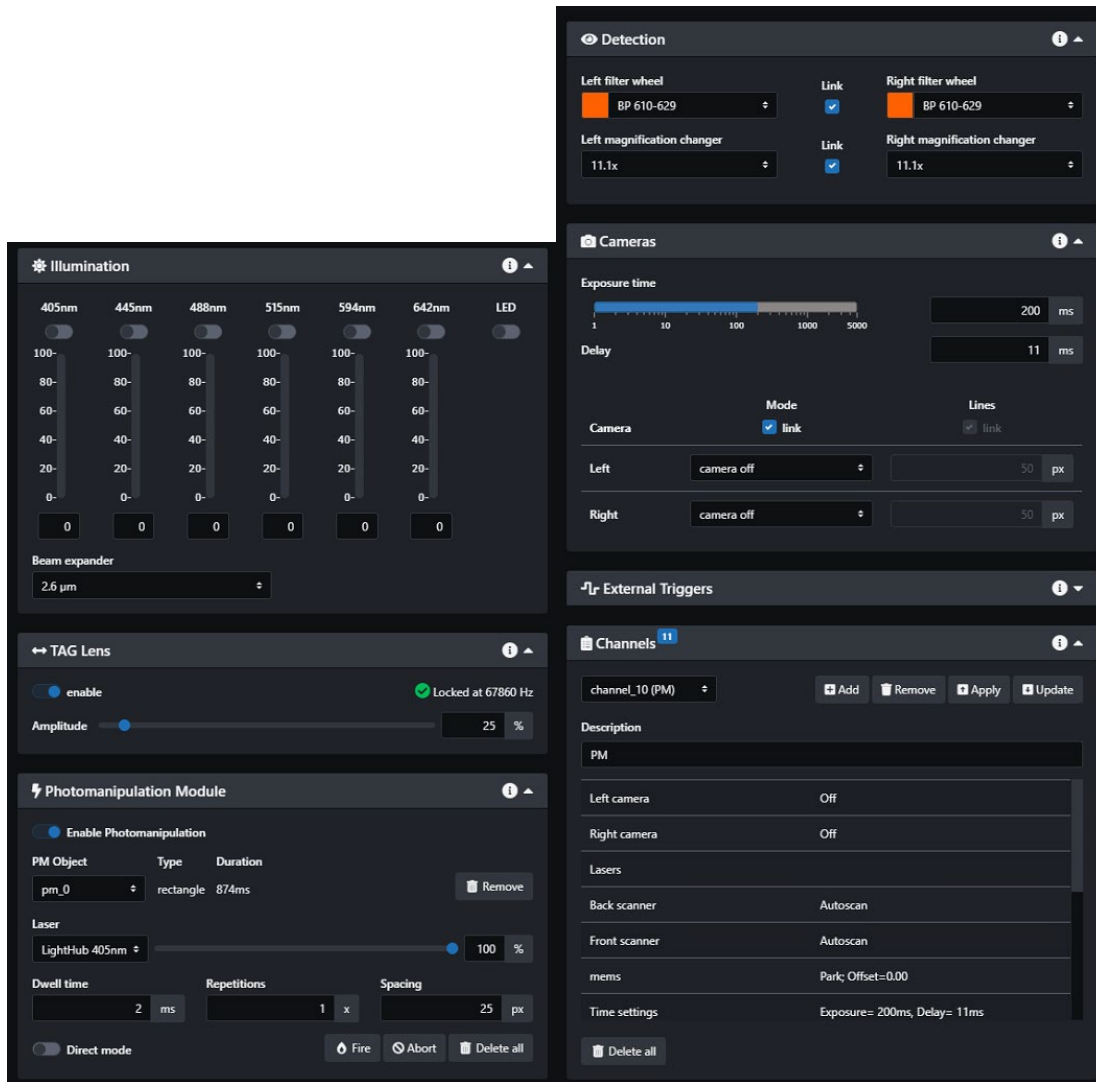 Illumination
405nm 445nm 488nm 515nm 594nm 642nm LED
100- 100- 100- 100- 100- 100-
80- 80- 80- 80- 80- 80-
60- 60- 60- 60- 60- 60-
40- 40- 40- 40- 40- 40-
20- 20- 20- 20- 20- 20-
0- 0- 0- 0- 0- 0-
0 0 0 0 0 0
Beam expander
2.6 µm
TAG Lens
enable Locked at 67860 Hz
Amplitude 25 %
Photomanipulation Module
Enable Photomanipulation
PM Object Type Duration
pm_0 rectangle 874ms Remove
Laser
LightHub 405nm 100 %
Dwell time Repetitions Spacing
2 ms 1 x 25 px
Direct mode Fire Abort Delete all
Detection
Left filter wheel Link Right filter wheel
BP 610-629 BP 610-629
Left magnification changer Link Right magnification changer
11.1x 11.1x
Cameras
Exposure time
200 ms
1 10 100 1000 5000
Delay 11 ms
Mode Lines
Camera link link
Left camera off 50 px
Right camera off 50 px
External Triggers
Channels 11
channel_10 (PM) Add Remove Apply Update
Description
PM
Left camera Off
Right camera Off
Lasers
Back scanner Autoscan
Front scanner Autoscan
mems Park; Offset=0.00
Time settings Exposure= 200ms, Delay= 11ms
Delete all